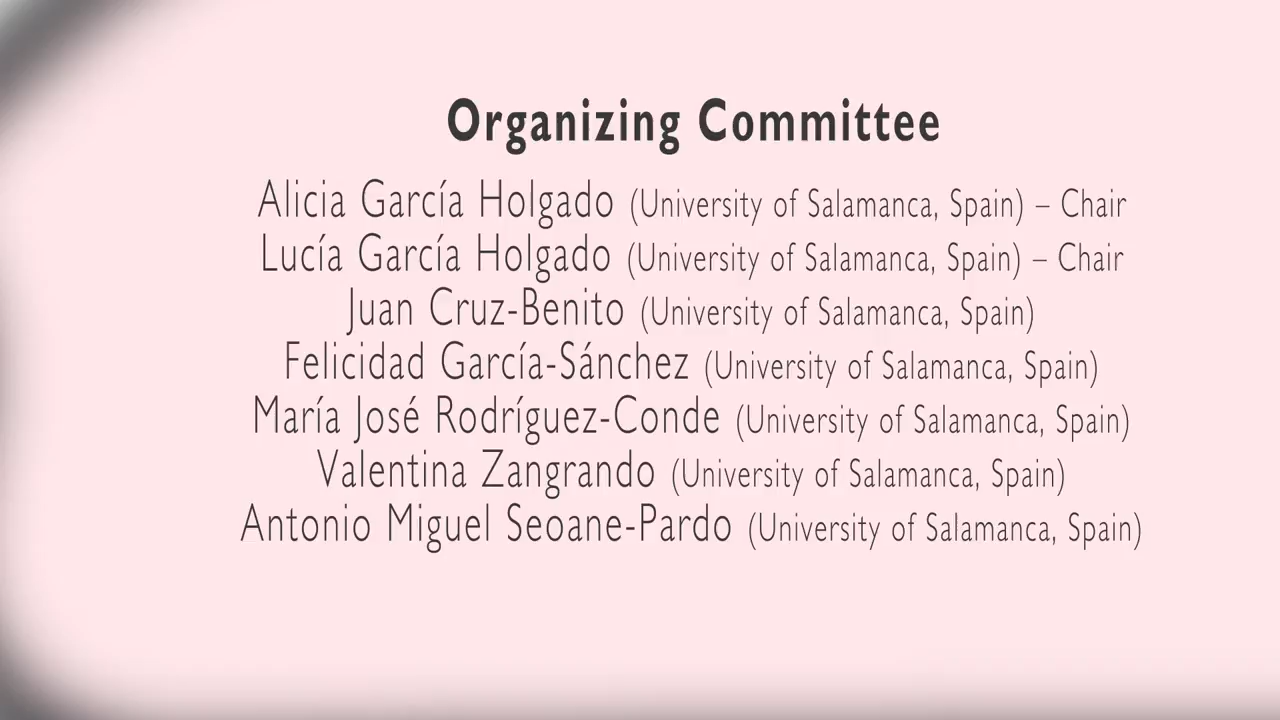 Organizing Committee
Alicia García Holgado (University of Salamanca, Spain) – Chair
Lucía García Holgado (University of Salamanca, Spain) – Chair
Juan Cruz-Benito (University of Salamanca, Spain)
Felicidad García-Sánchez (University of Salamanca, Spain)
María José Rodríguez-Conde (University of Salamanca, Spain)
Valentina Zangrando (University of Salamanca, Spain)
Antonio Miguel Seoane-Pardo (University of Salamanca, Spain)